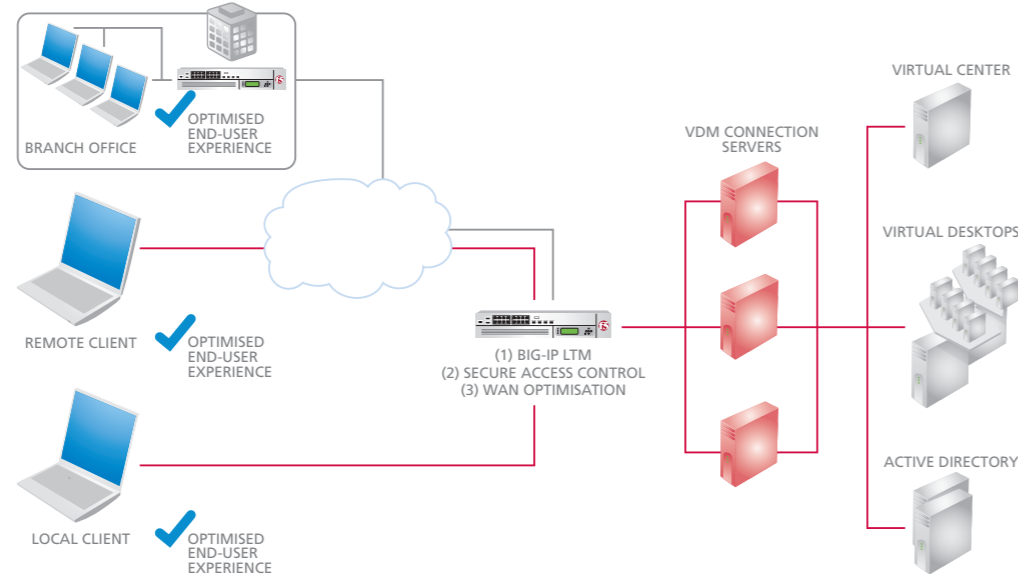 BRANCH OFFICE
OPTIMISED
END-USER
EXPERIENCE
REMOTE CLIENT
OPTIMISED
END-USER
EXPERIENCE
LOCAL CLIENT
OPTIMISED
END-USER
EXPERIENCE
(1) BIG-IP LTM
(2) SECURE ACCESS CONTROL
(3) WAN OPTIMISATION
VDM CONNECTION
SERVERS
VIRTUAL CENTER
VIRTUAL DESKTOPS
ACTIVE DIRECTORY